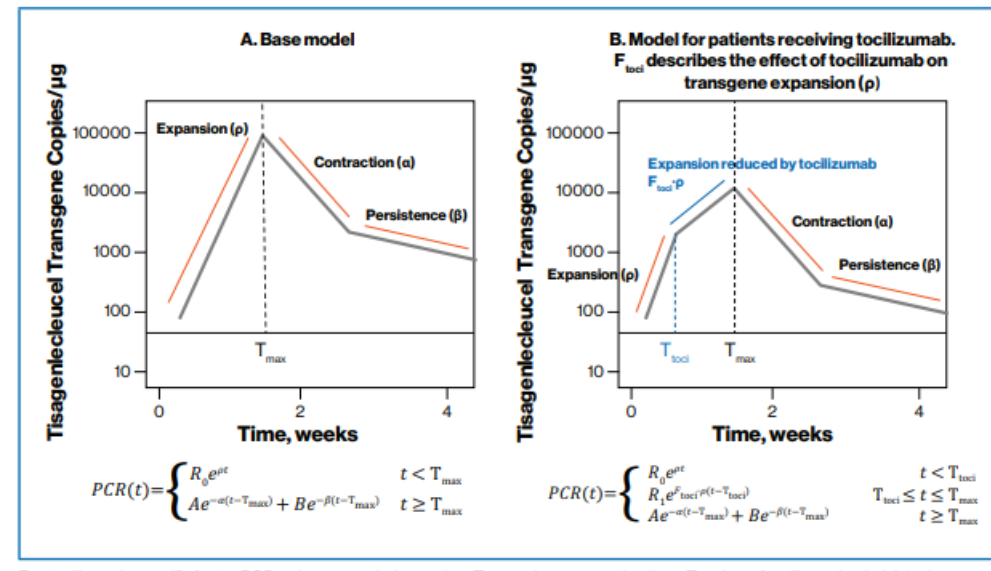 A. Base model
Tisagenlecleucel Transgene Copies/µg
100000
10000
1000
100
10
Expansion (ρ)
Contraction (α)
Persistence (β)
T_max
0 2 4
Time, weeks
PCR(t)={ R₀e^{ρt} t < T_max
Ae^{-α(t-T_max)} + Be^{-β(t-T_max)} t ≥ T_max
B. Model for patients receiving tocilizumab.
F_toci describes the effect of tocilizumab on
transgene expansion (ρ)
Tisagenlecleucel Transgene Copies/µg
100000
10000
1000
100
10
Expansion reduced by tocilizumab
F_toci·ρ
Contraction (α)
Expansion (ρ)
Persistence (β)
T_toci T_max
0 2 4
Time, weeks
PCR(t)={ R₀e^{ρt} t < T_toci
R₁e^{F_toci·ρ(t-T_toci)} T_toci ≤ t ≤ T_max
Ae^{-α(t-T_max)} + Be^{-β(t-T_max)} t ≥ T_max